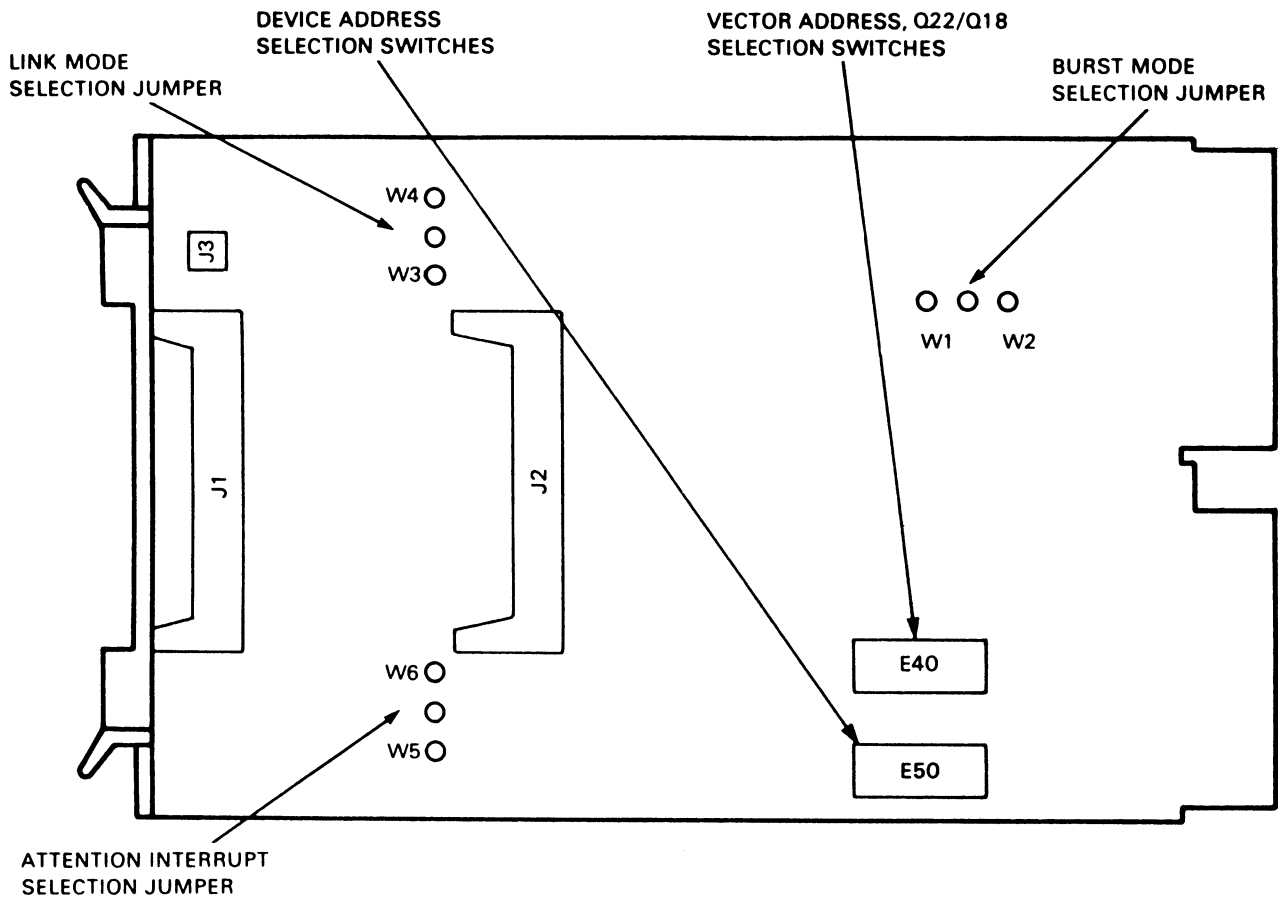 DEVICE ADDRESS
SELECTION SWITCHES
VECTOR ADDRESS, Q22/Q18
SELECTION SWITCHES
LINK MODE
SELECTION JUMPER
BURST MODE
SELECTION JUMPER
W4
J3
W3
W1
W2
J1
J2
W6
E40
W5
E50
ATTENTION INTERRUPT
SELECTION JUMPER